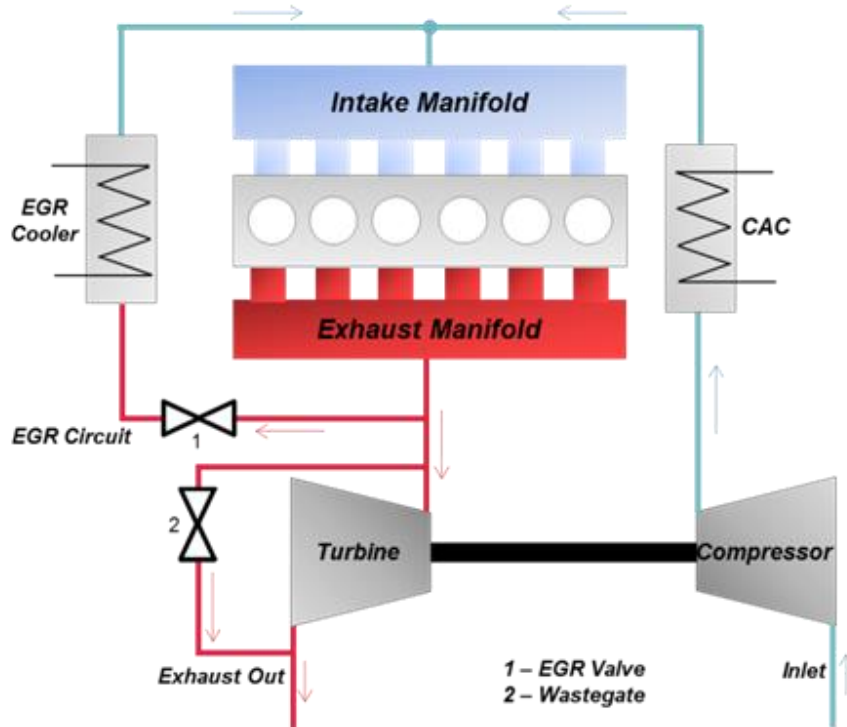 Intake Manifold
EGR
Cooler
CAC
Exhaust Manifold
EGR Circuit
1
2
Turbine
Compressor
Exhaust Out
1 – EGR Valve
2 – Wastegate
Inlet